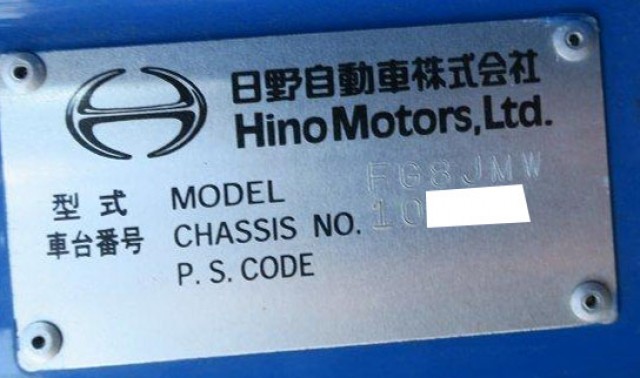 日野自動車株式会社
Hino Motors, Ltd.
型式 MODEL FG8JMW
車台番号 CHASSIS NO. 10
P. S. CODE